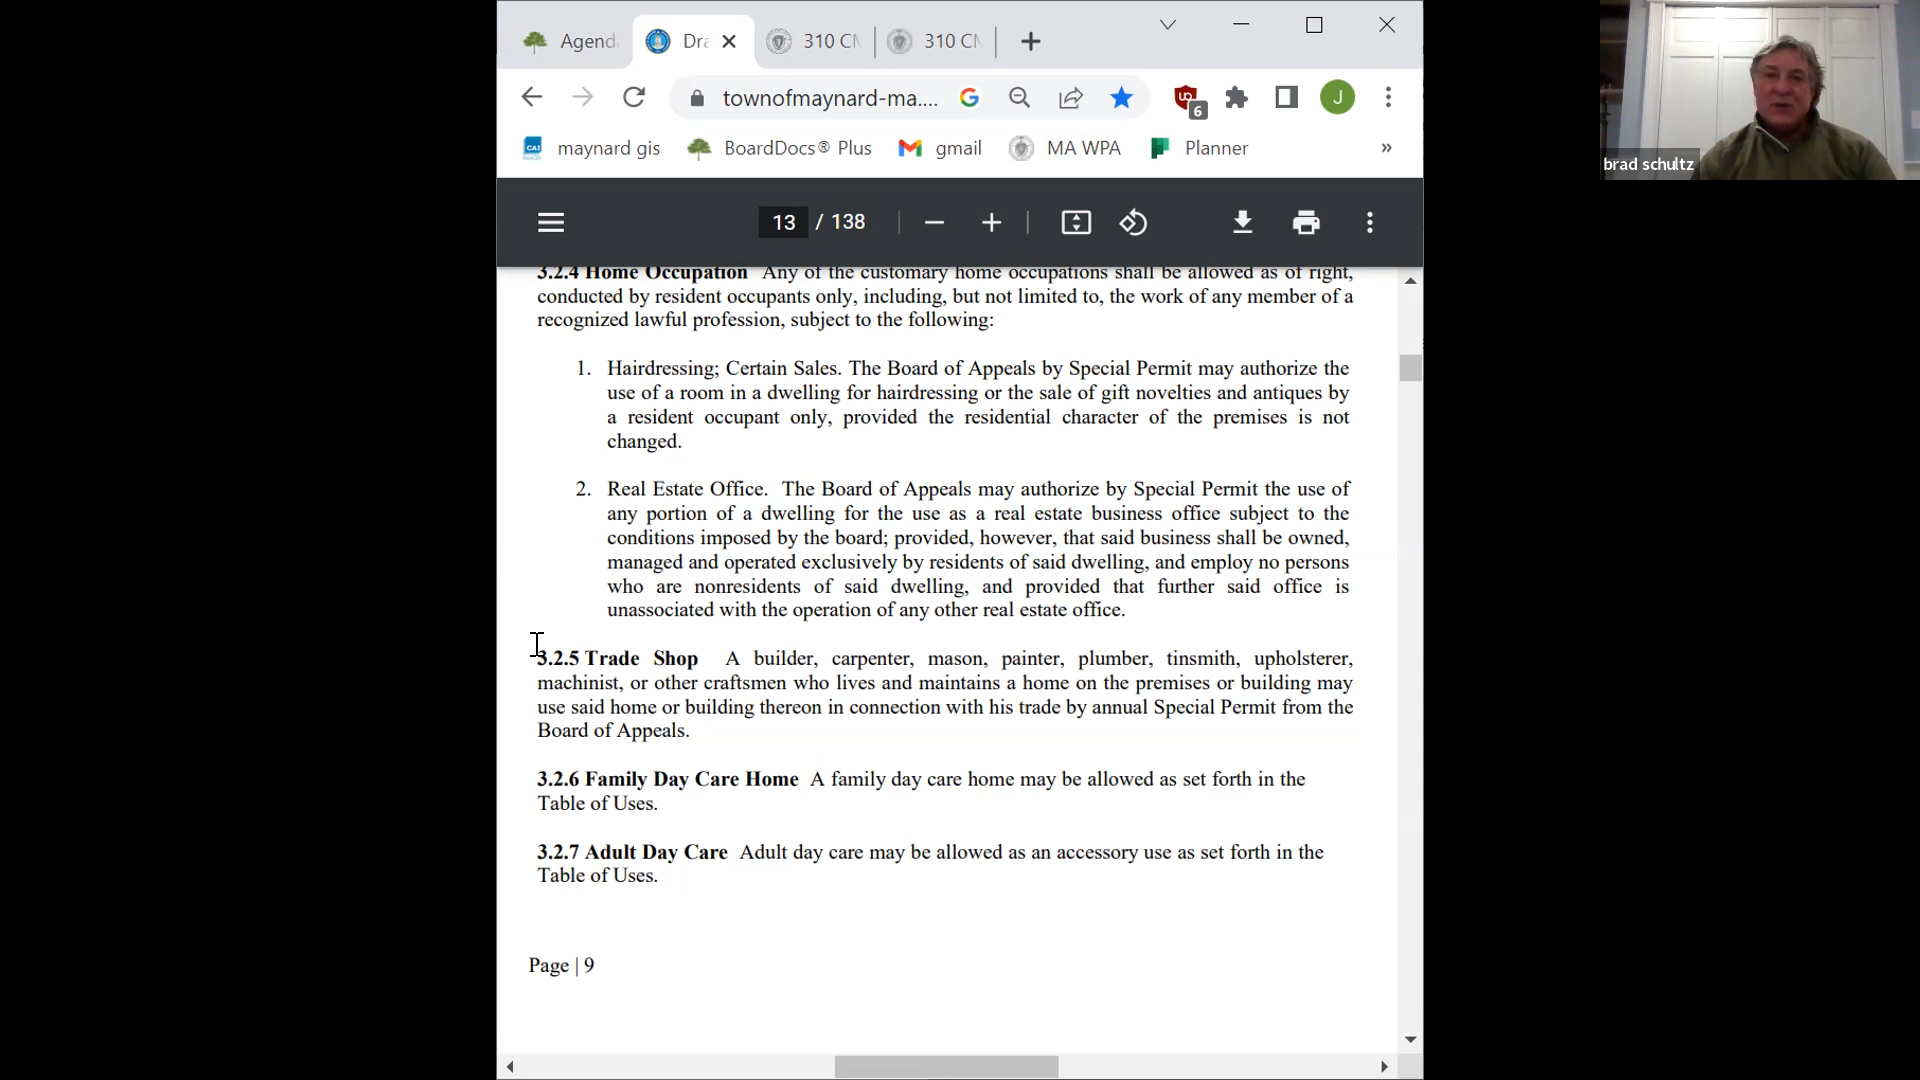 Agend
Dra
310 CM
310 CM
townofmaynard-ma....
6
J
maynard gis
BoardDocs® Plus
gmail
MA WPA
Planner
»
brad schultz
13 / 138
3.2.4 Home Occupation Any of the customary home occupations shall be allowed as of right,
conducted by resident occupants only, including, but not limited to, the work of any member of a
recognized lawful profession, subject to the following:
1. Hairdressing; Certain Sales. The Board of Appeals by Special Permit may authorize the
use of a room in a dwelling for hairdressing or the sale of gift novelties and antiques by
a resident occupant only, provided the residential character of the premises is not
changed.
2. Real Estate Office. The Board of Appeals may authorize by Special Permit the use of
any portion of a dwelling for the use as a real estate business office subject to the
conditions imposed by the board; provided, however, that said business shall be owned,
managed and operated exclusively by residents of said dwelling, and employ no persons
who are nonresidents of said dwelling, and provided that further said office is
unassociated with the operation of any other real estate office.
3.2.5 Trade Shop A builder, carpenter, mason, painter, plumber, tinsmith, upholsterer,
machinist, or other craftsmen who lives and maintains a home on the premises or building may
use said home or building thereon in connection with his trade by annual Special Permit from the
Board of Appeals.
3.2.6 Family Day Care Home A family day care home may be allowed as set forth in the
Table of Uses.
3.2.7 Adult Day Care Adult day care may be allowed as an accessory use as set forth in the
Table of Uses.
Page | 9